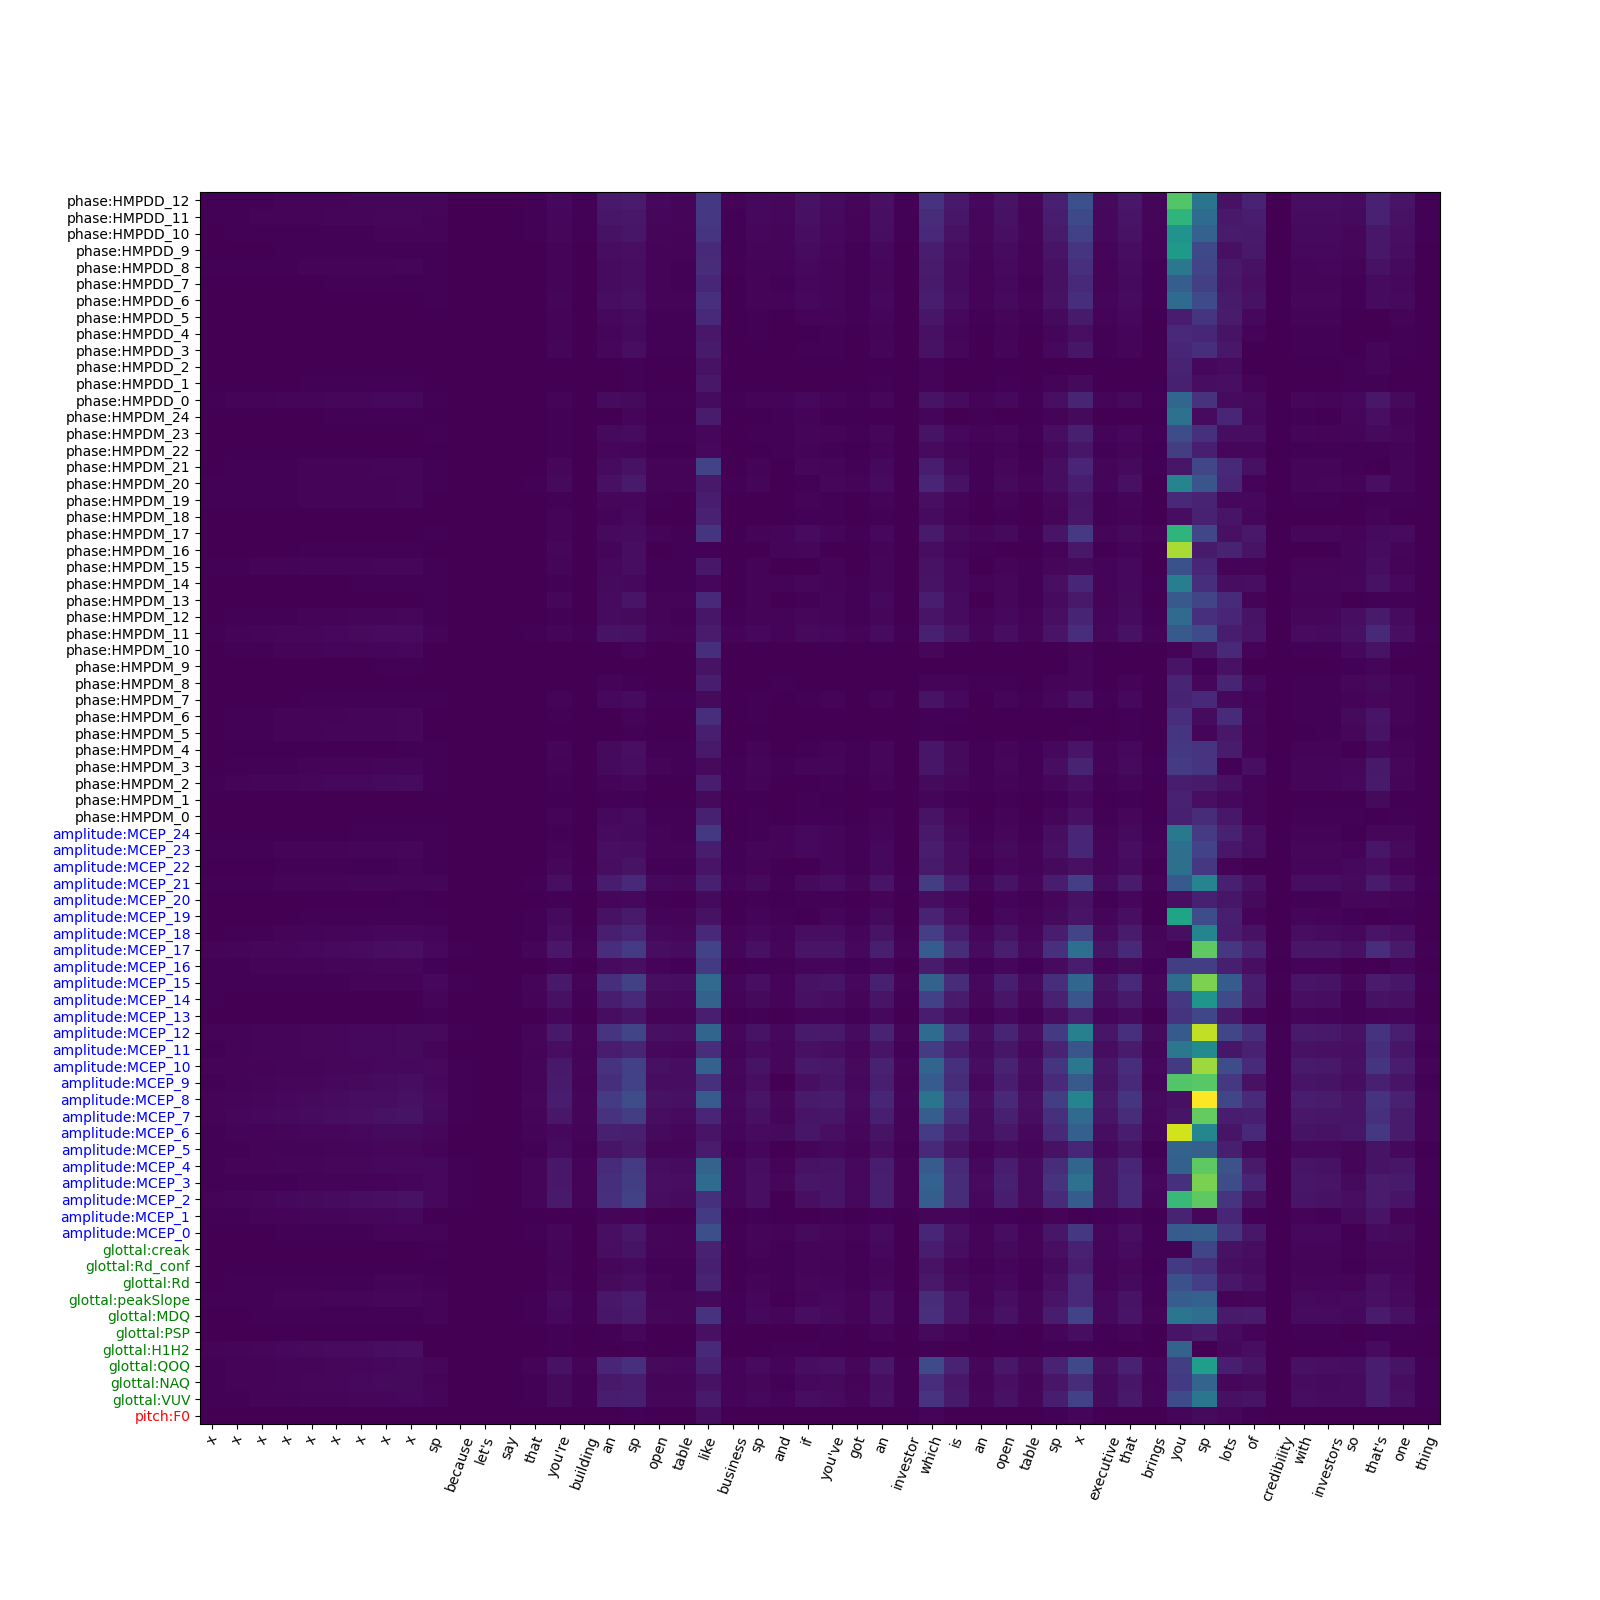 phase:HMPDD_12
phase:HMPDD_11
phase:HMPDD_10
phase:HMPDD_9
phase:HMPDD_8
phase:HMPDD_7
phase:HMPDD_6
phase:HMPDD_5
phase:HMPDD_4
phase:HMPDD_3
phase:HMPDD_2
phase:HMPDD_1
phase:HMPDD_0
phase:HMPDM_24
phase:HMPDM_23
phase:HMPDM_22
phase:HMPDM_21
phase:HMPDM_20
phase:HMPDM_19
phase:HMPDM_18
phase:HMPDM_17
phase:HMPDM_16
phase:HMPDM_15
phase:HMPDM_14
phase:HMPDM_13
phase:HMPDM_12
phase:HMPDM_11
phase:HMPDM_10
phase:HMPDM_9
phase:HMPDM_8
phase:HMPDM_7
phase:HMPDM_6
phase:HMPDM_5
phase:HMPDM_4
phase:HMPDM_3
phase:HMPDM_2
phase:HMPDM_1
phase:HMPDM_0
amplitude:MCEP_24
amplitude:MCEP_23
amplitude:MCEP_22
amplitude:MCEP_21
amplitude:MCEP_20
amplitude:MCEP_19
amplitude:MCEP_18
amplitude:MCEP_17
amplitude:MCEP_16
amplitude:MCEP_15
amplitude:MCEP_14
amplitude:MCEP_13
amplitude:MCEP_12
amplitude:MCEP_11
amplitude:MCEP_10
amplitude:MCEP_9
amplitude:MCEP_8
amplitude:MCEP_7
amplitude:MCEP_6
amplitude:MCEP_5
amplitude:MCEP_4
amplitude:MCEP_3
amplitude:MCEP_2
amplitude:MCEP_1
amplitude:MCEP_0
glottal:creak
glottal:Rd_conf
glottal:Rd
glottal:peakSlope
glottal:MDQ
glottal:PSP
glottal:H1H2
glottal:QOQ
glottal:NAQ
glottal:VUV
pitch:F0
x
x
x
x
x
x
x
x
x
sp
because
let's
say
that
you're
building
an
sp
open
table
like
business
sp
and
if
you've
got
an
investor
which
is
an
open
table
sp
x
executive
that
brings
you
sp
lots
of
credibility
with
investors
so
that's
one
thing